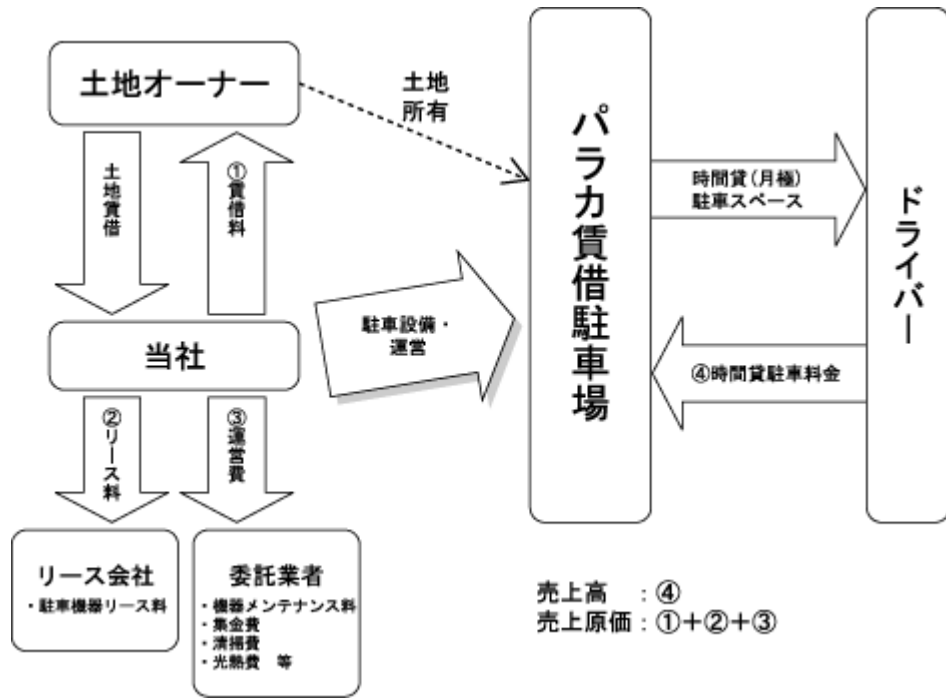 土地オーナー
土地
所有
土地賃借
①賃借料
パラカ賃借駐車場
時間貸(月極)
駐車スペース
ドライバー
駐車設備・
運営
当社
④時間貸駐車料金
②リース料
③運営費
リース会社
・駐車機器リース料
委託業者
・機器メンテナンス料
・集金費
・清掃費
・光熱費 等
売上高 :④
売上原価:①+②+③